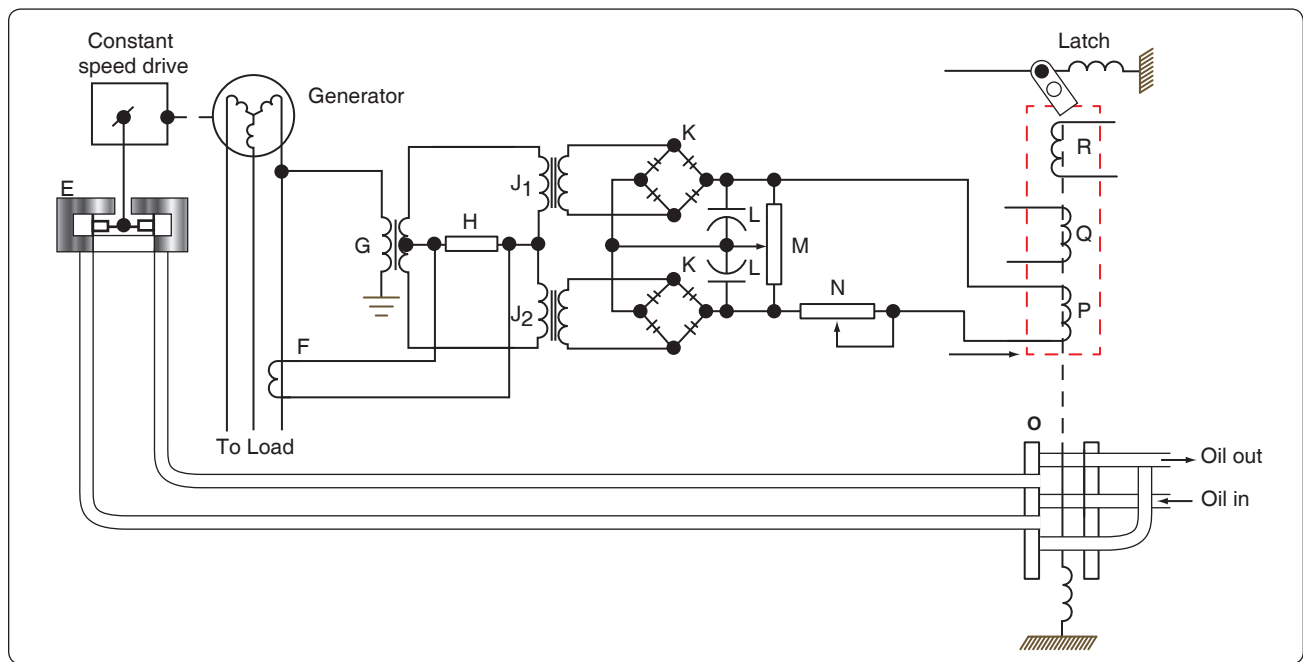 Constant
speed drive
Generator
Latch
E
G
F
H
J1
J2
K
K
L
L
M
N
R
Q
P
To Load
O
Oil out
Oil in